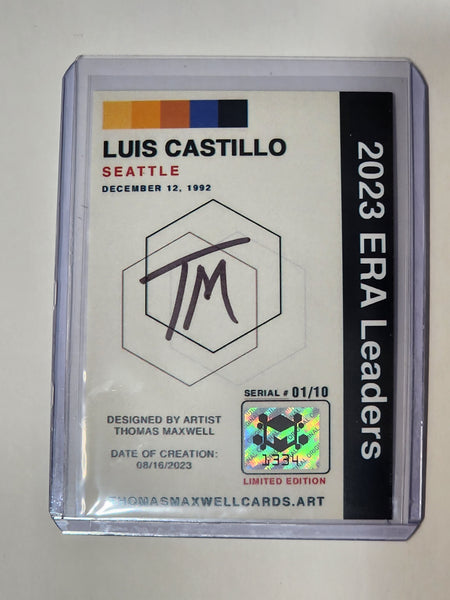 LUIS CASTILLO
SEATTLE
DECEMBER 12, 1992
2023 ERA Leaders
TM
SERIAL # 01/10
DESIGNED BY ARTIST
THOMAS MAXWELL
DATE OF CREATION:
08/16/2023
1334
LIMITED EDITION
THOMASMAXWELLCARDS.ART